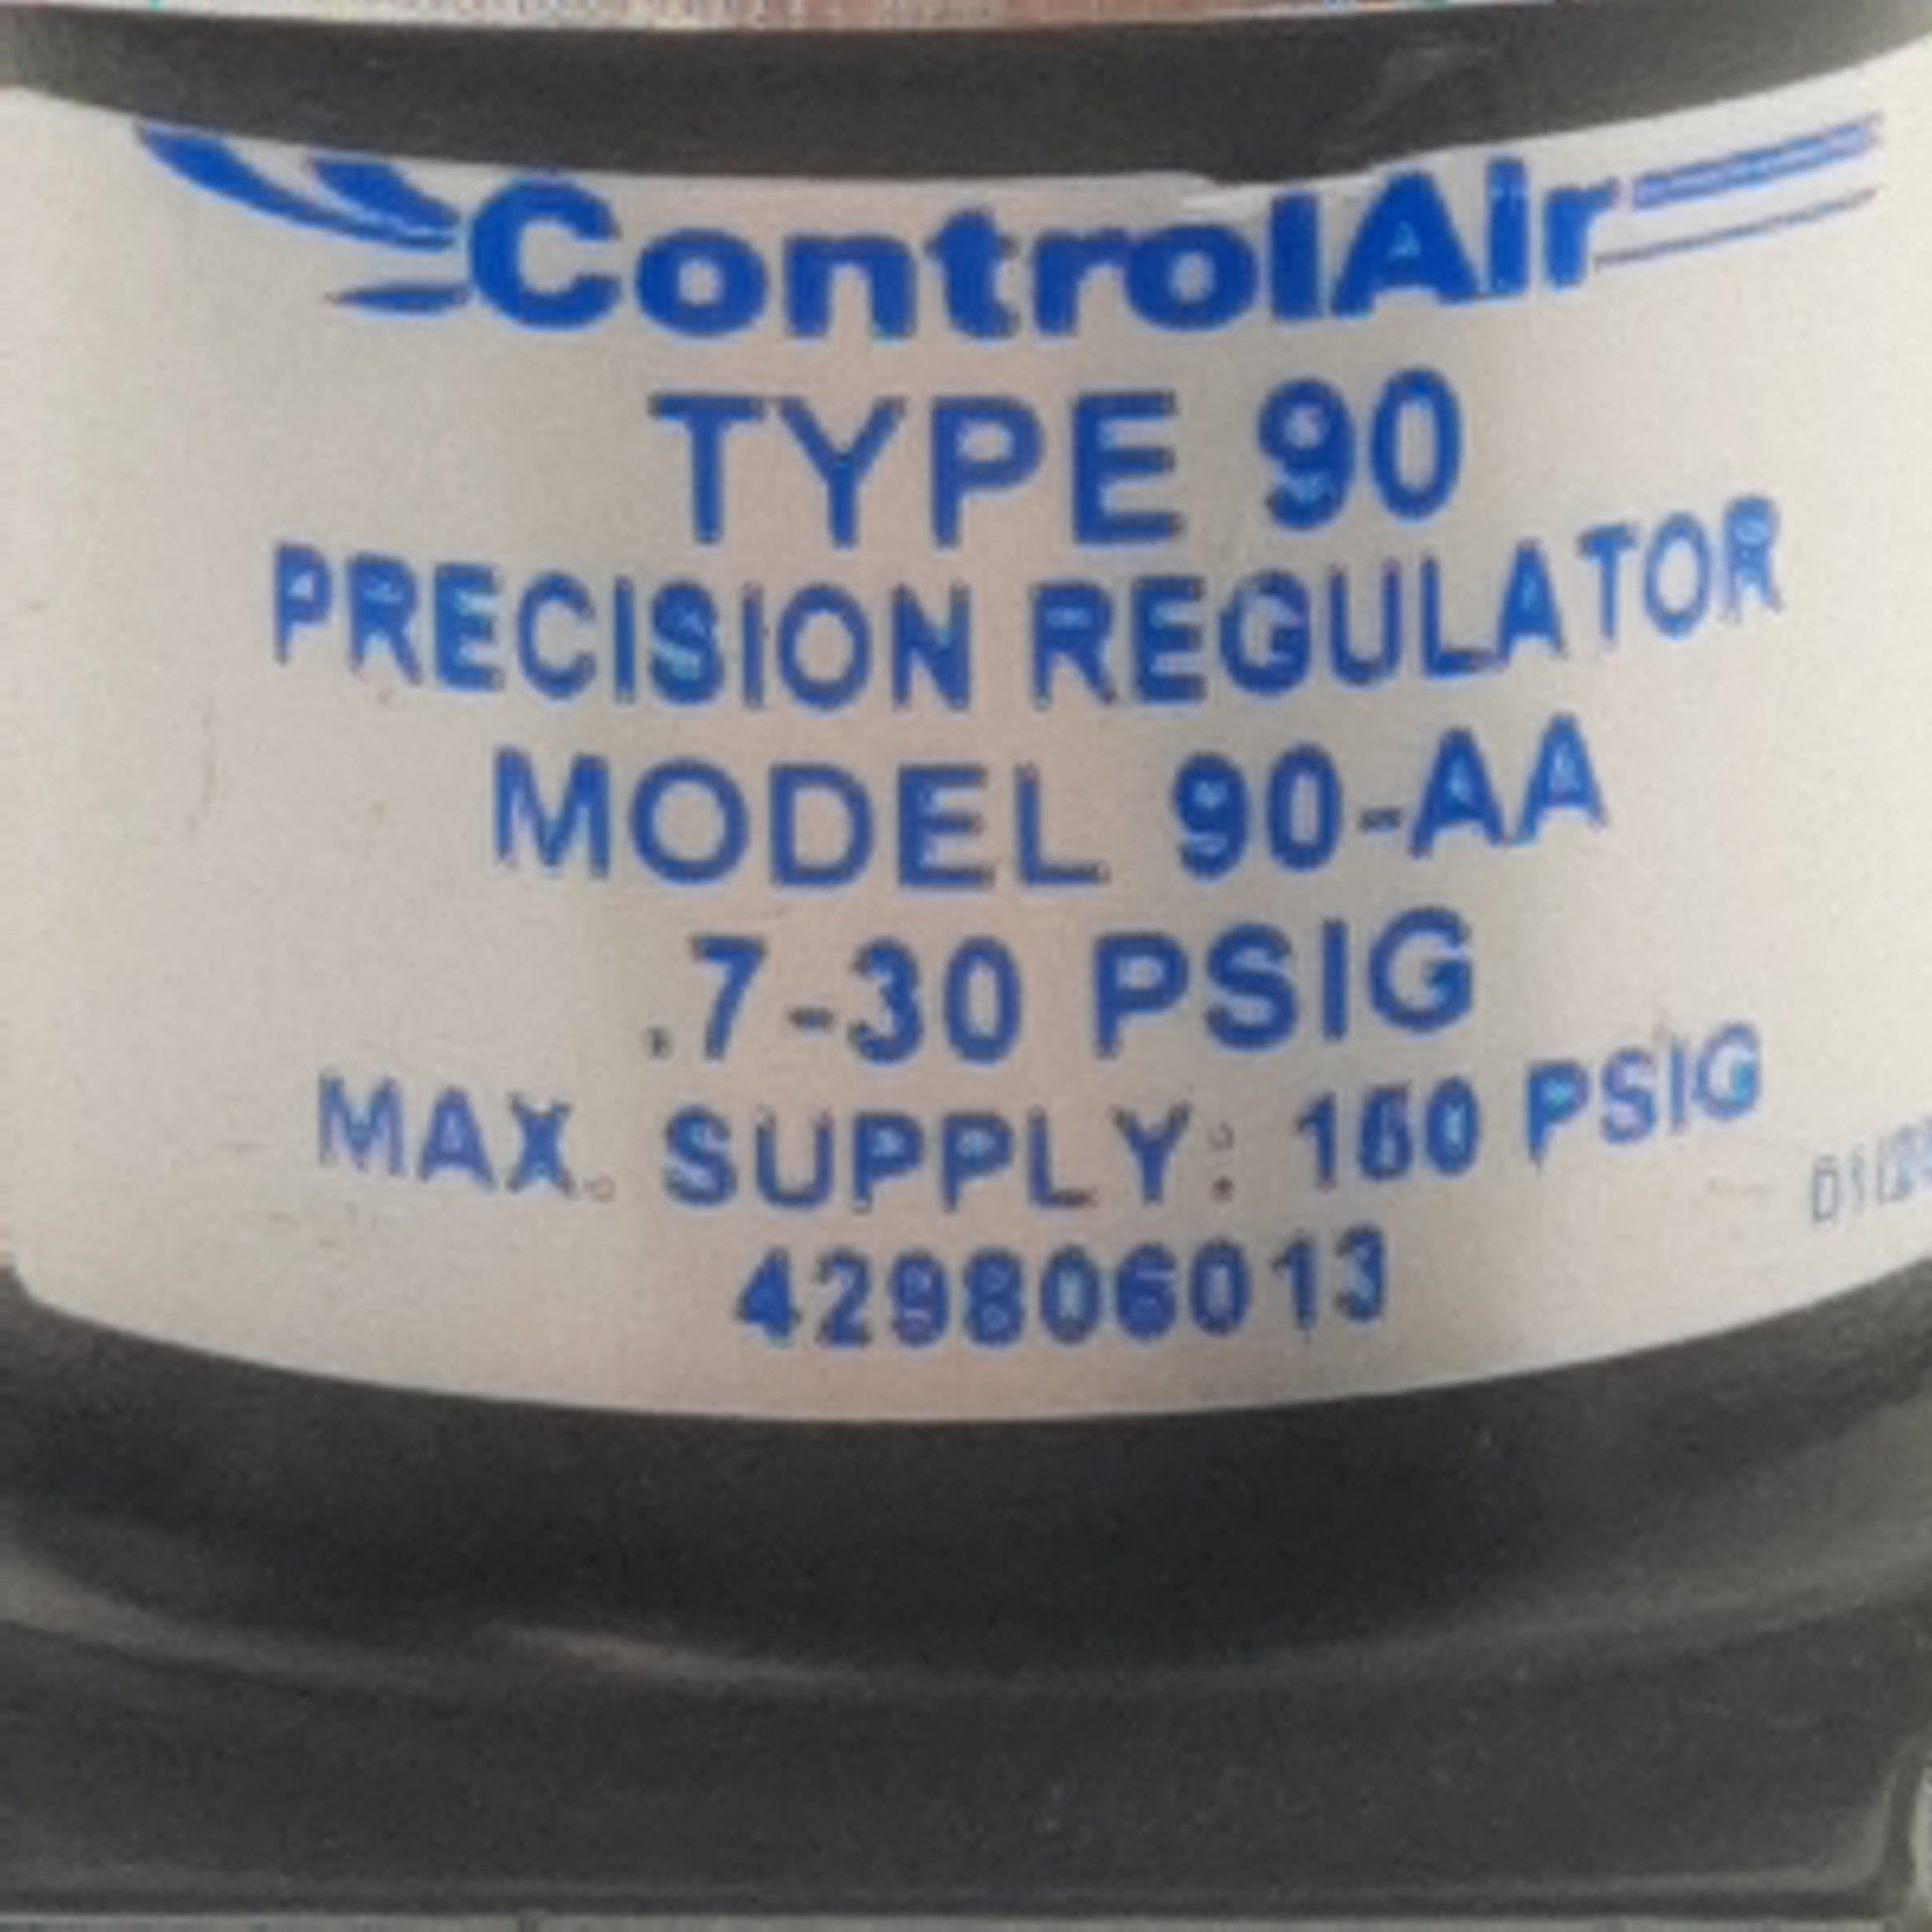 ControlAir
TYPE 90
PRECISION REGULATOR
MODEL 90-AA
.7-30 PSIG
MAX. SUPPLY: 150 PSIG
429806013